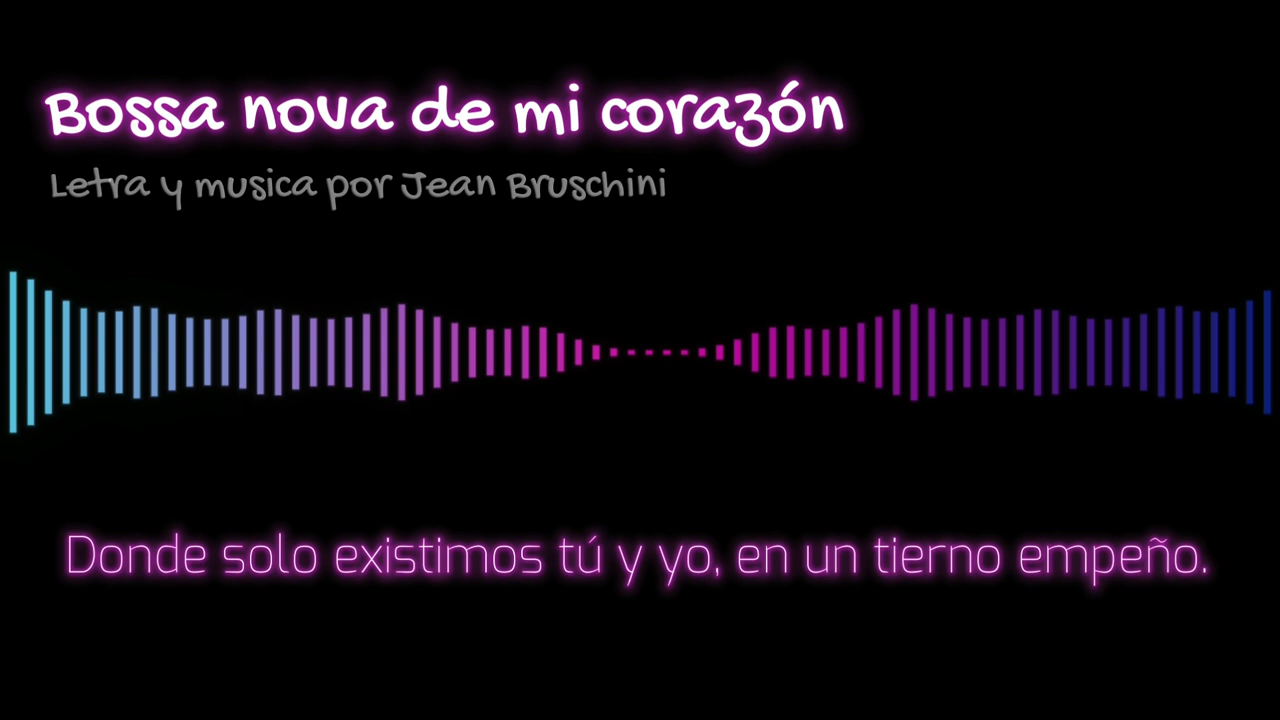 Bossa nova de mi corazón
Letra y musica por Jean Bruschini
Donde solo existimos tú y yo, en un tierno empeño.